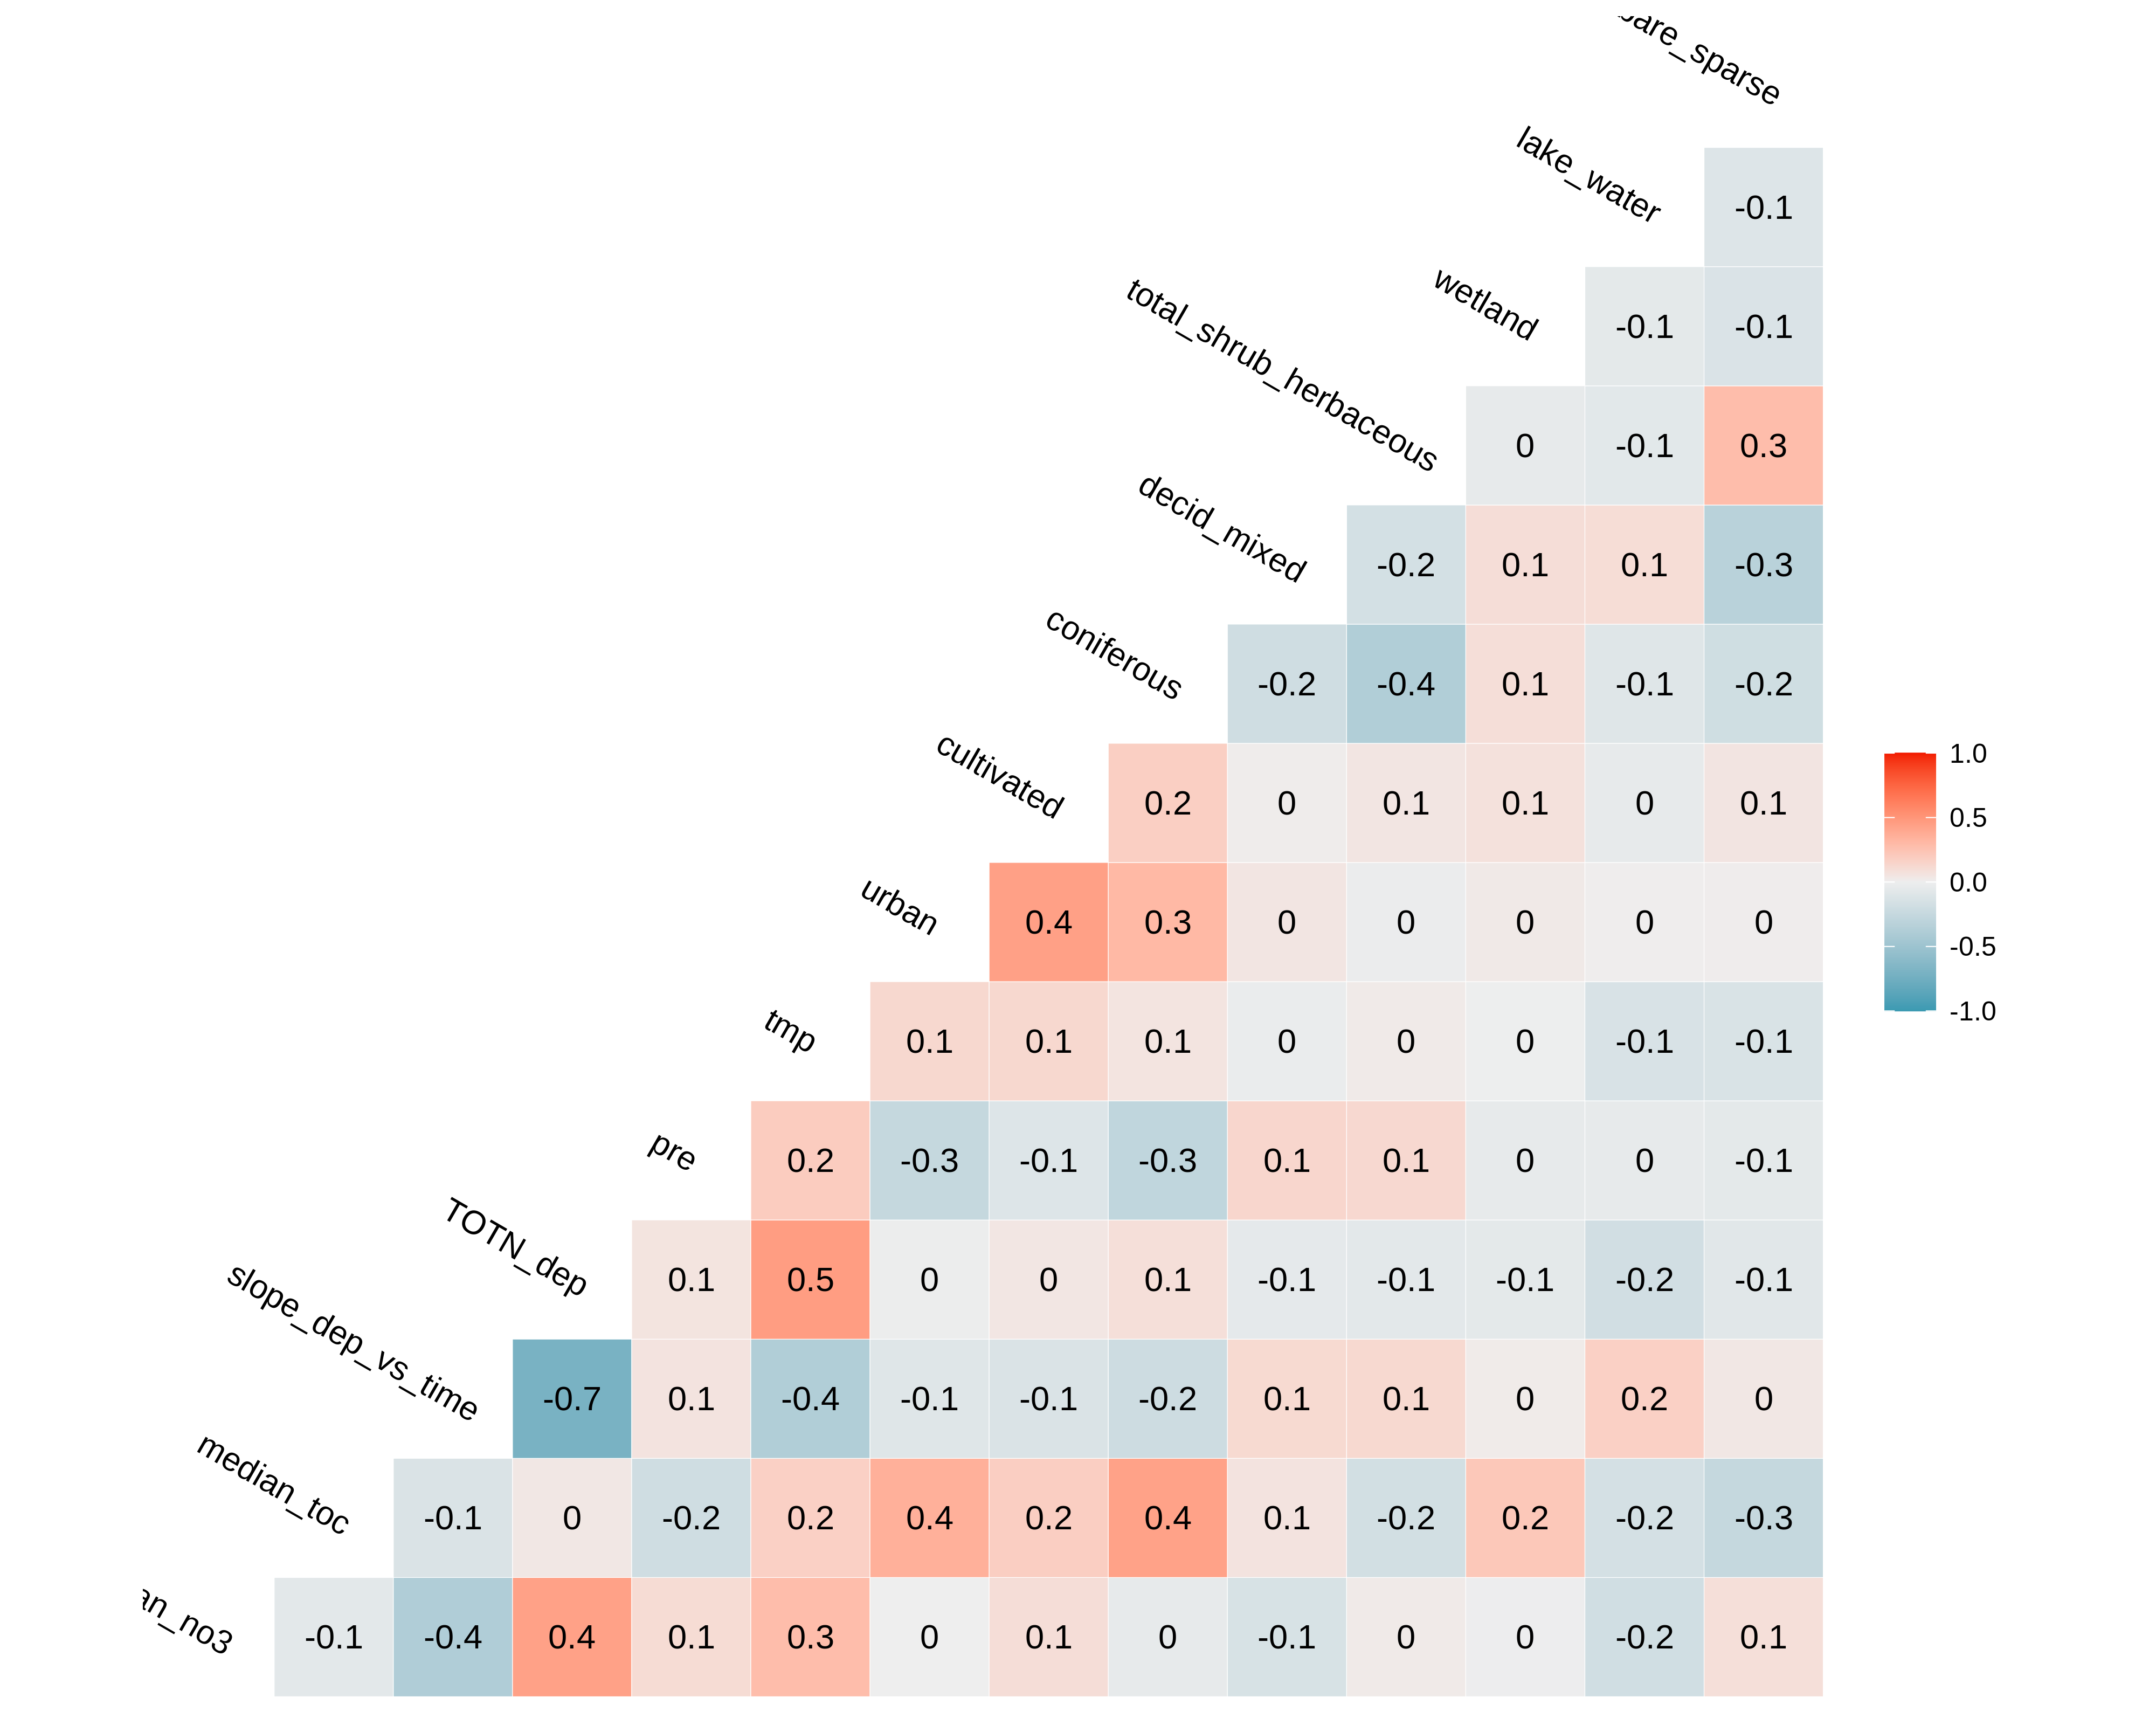 bare_sparse
lake_water
-0.1
wetland
-0.1 -0.1
total_shrub_herbaceous
0 -0.1 0.3
decid_mixed
-0.2 0.1 0.1 -0.3
coniferous
-0.2 -0.4 0.1 -0.1 -0.2
cultivated
0.2 0 0.1 0.1 0 0.1
urban
0.4 0.3 0 0 0 0 0
tmp
0.1 0.1 0.1 0 0 0 -0.1 -0.1
pre
0.2 -0.3 -0.1 -0.3 0.1 0.1 0 0 -0.1
TOTN_dep
0.1 0.5 0 0 0.1 -0.1 -0.1 -0.1 -0.2 -0.1
slope_dep_vs_time
-0.7 0.1 -0.4 -0.1 -0.1 -0.2 0.1 0.1 0 0.2 0
median_toc
-0.1 0 -0.2 0.2 0.4 0.2 0.4 0.1 -0.2 0.2 -0.2 -0.3
an_no3
-0.1 -0.4 0.4 0.1 0.3 0 0.1 0 -0.1 0 0 -0.2 0.1
1.0
0.5
0.0
-0.5
-1.0